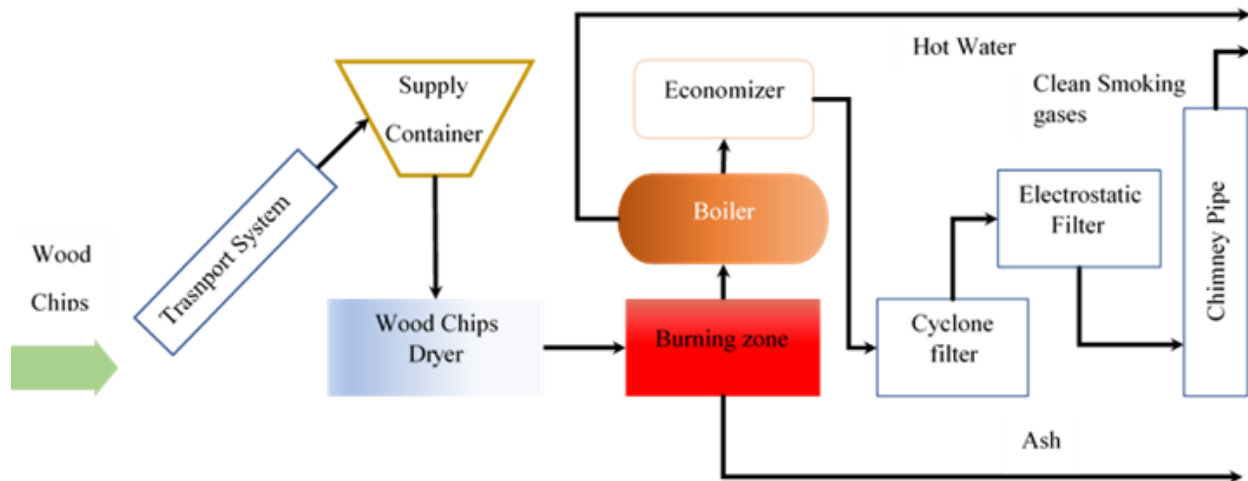 Wood
Chips
Trasnport System
Supply
Container
Wood Chips
Dryer
Burning zone
Boiler
Economizer
Hot Water
Clean Smoking
gases
Cyclone
filter
Electrostatic
Filter
Chimney Pipe
Ash